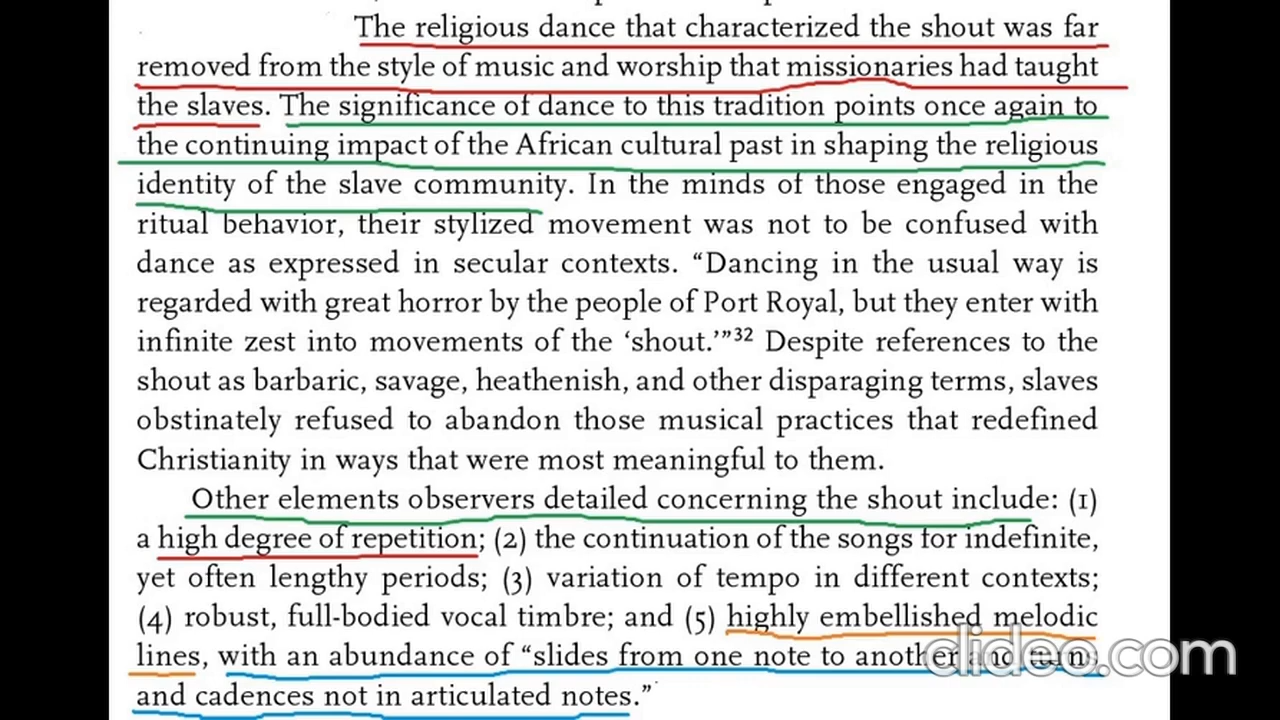 The religious dance that characterized the shout was far
removed from the style of music and worship that missionaries had taught
the slaves. The significance of dance to this tradition points once again to
the continuing impact of the African cultural past in shaping the religious
identity of the slave community. In the minds of those engaged in the
ritual behavior, their stylized movement was not to be confused with
dance as expressed in secular contexts. “Dancing in the usual way is
regarded with great horror by the people of Port Royal, but they enter with
infinite zest into movements of the ‘shout.’”32 Despite references to the
shout as barbaric, savage, heathenish, and other disparaging terms, slaves
obstinately refused to abandon those musical practices that redefined
Christianity in ways that were most meaningful to them.
Other elements observers detailed concerning the shout include: (1)
a high degree of repetition; (2) the continuation of the songs for indefinite,
yet often lengthy periods; (3) variation of tempo in different contexts;
(4) robust, full-bodied vocal timbre; and (5) highly embellished melodic
lines, with an abundance of “slides from one note to another and turns
and cadences not in articulated notes.”
clideo.com